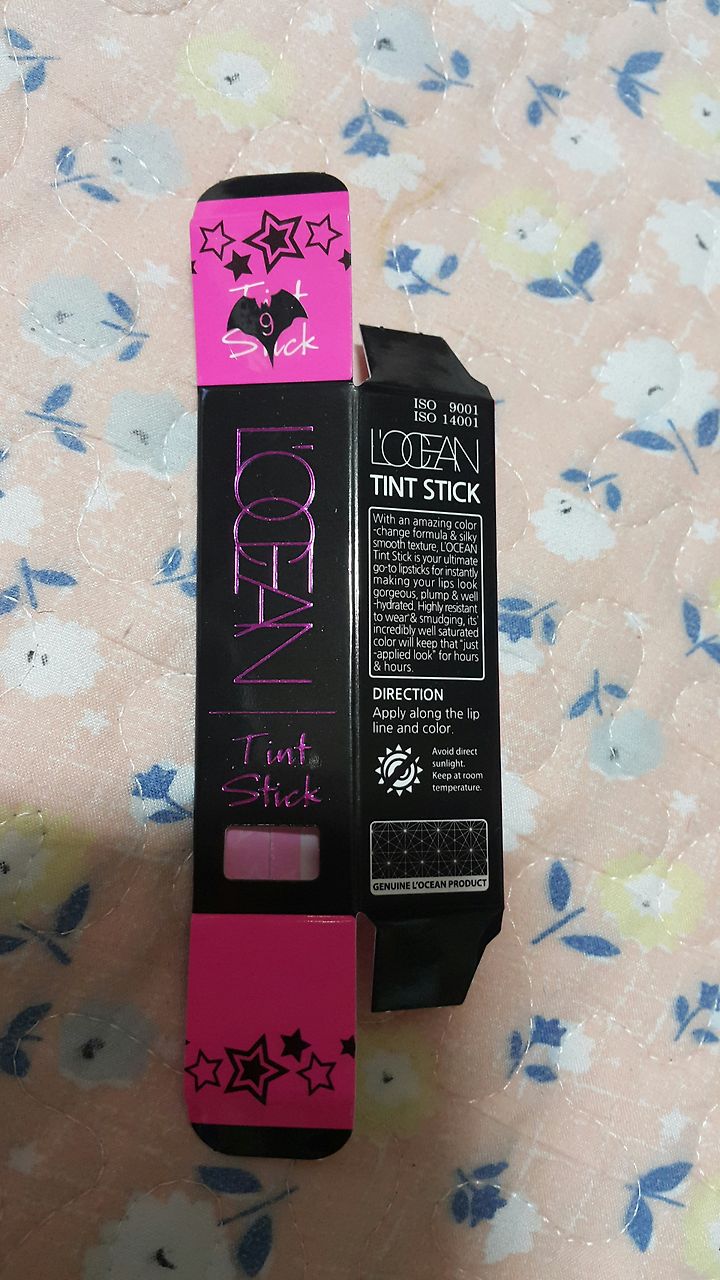 Tint
9
Stick
L'OCEAN
Tint
Stick
ISO 9001
ISO 14001
L'OCEAN
TINT STICK
With an amazing color
-change formula & silky
smooth texture, L'OCEAN
Tint Stick is your ultimate
go-to lipsticks for instantly
making your lips look
gorgeous, plump & well
-hydrated. Highly resistant
to wear & smudging, its'
incredibly well saturated
color will keep that "just
-applied look" for hours
& hours.
DIRECTION
Apply along the lip
line and color.
Avoid direct
sunlight.
Keep at room
temperature.
GENUINE L'OCEAN PRODUCT